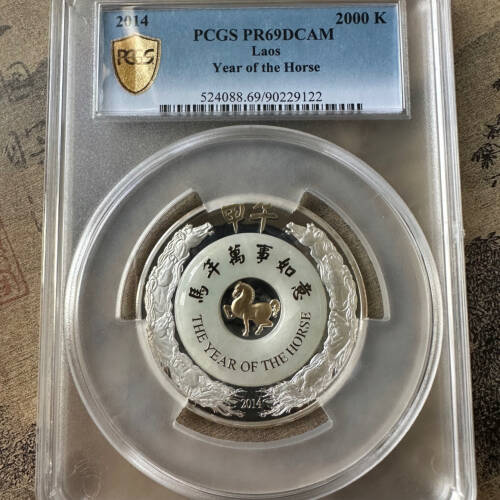 2014
2000 K
PCGS PR69DCAM
Laos
Year of the Horse
524088.69/90229122
PCGS
甲午
馬年萬事如意
THE YEAR OF THE HORSE
2014